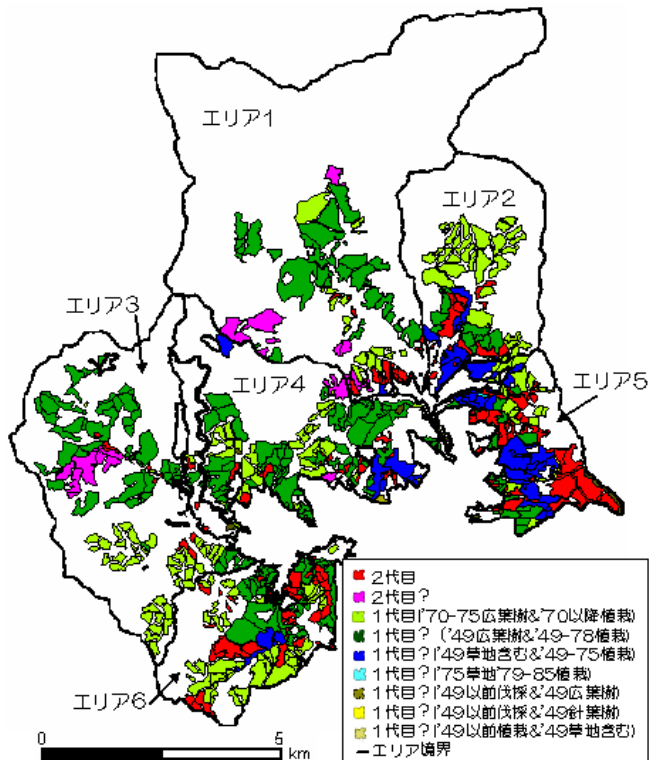 エリア1
エリア2
エリア3
エリア4
エリア5
エリア6
2代目
2代目?
1代目('70-75広葉樹&'70以降植栽)
1代目? ('49広葉樹&'49-78植栽)
1代目?('49草地含む&'49-75植栽)
1代目?('75草地79-85植栽)
1代目?('49以前伐採&'49広葉樹)
1代目?('49以前伐採&'49針葉樹)
1代目?('49以前植栽&'49草地含む)
エリア境界
0 5
km